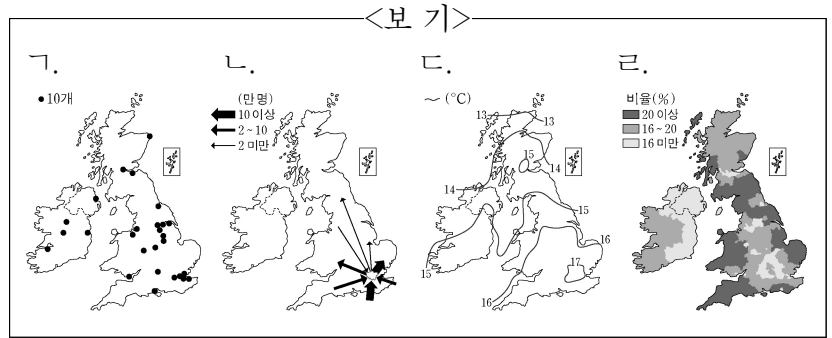 <보 기>
ㄱ.
● 10개
ㄴ.
(만 명)
10 이상
2~10
2 미만
ㄷ.
～ (℃)
13
13
15
14
14
15
16
15
17
16
ㄹ.
비율(%)
20 이상
16~20
16 미만